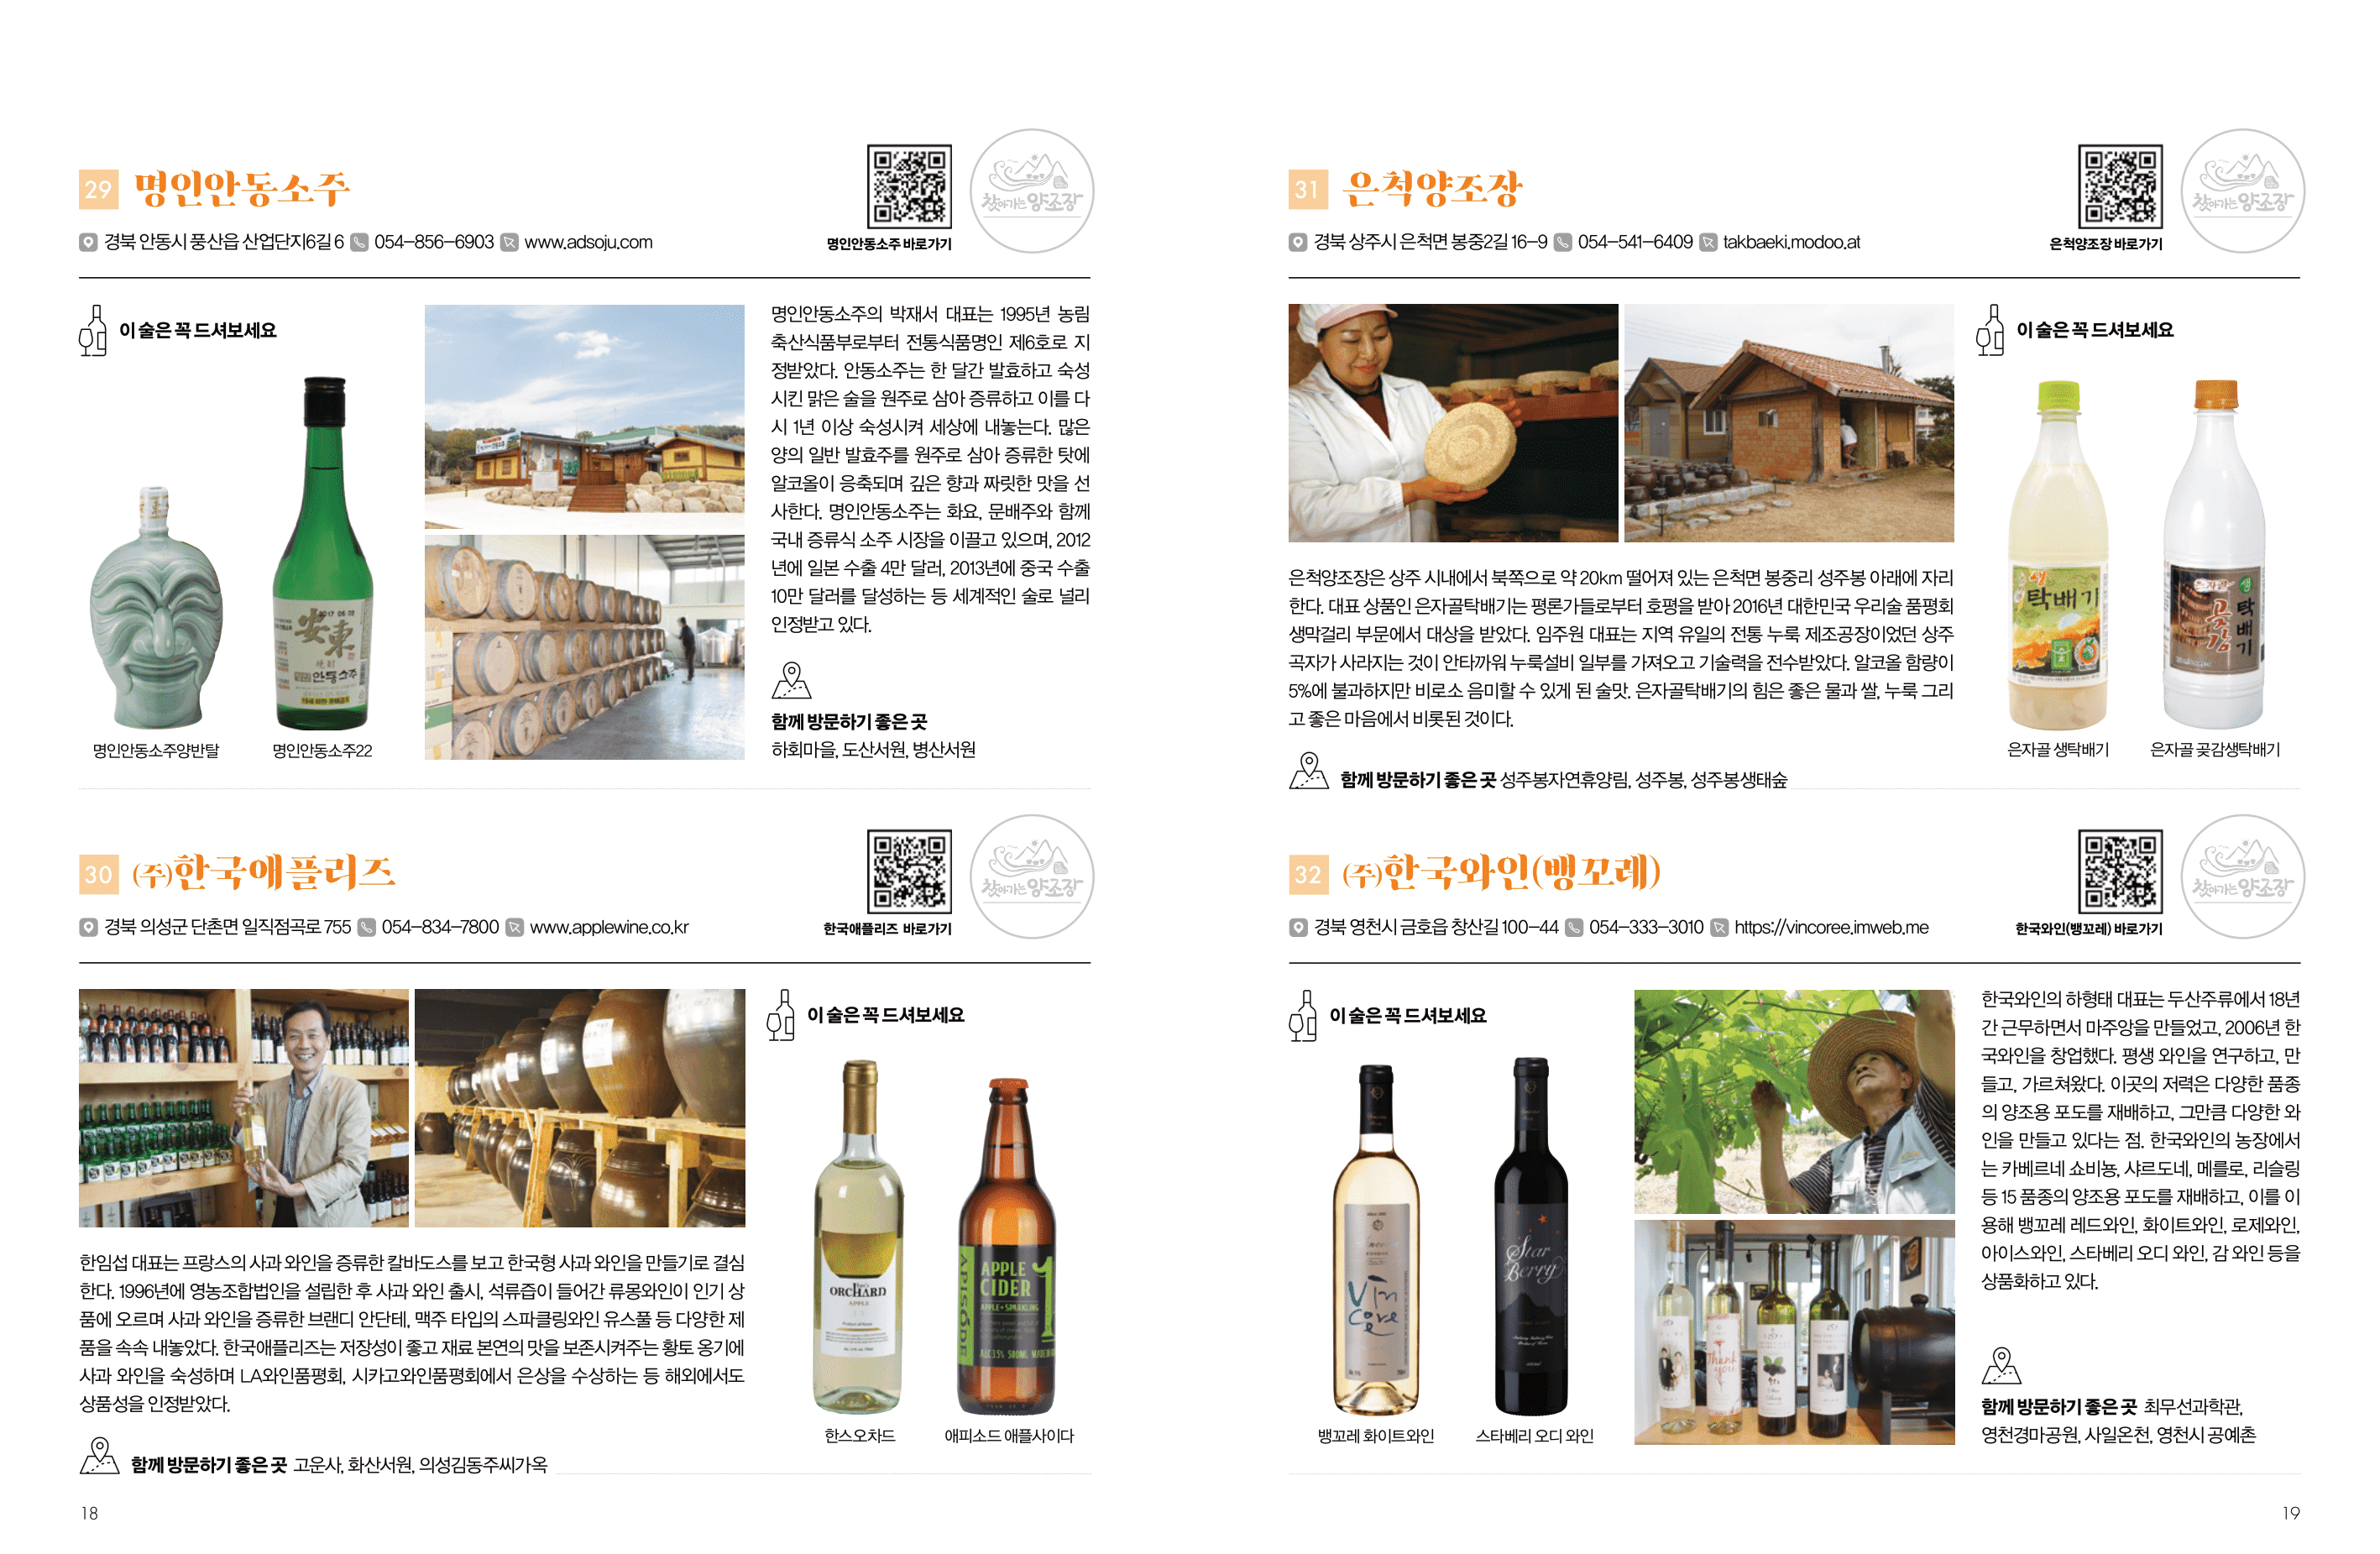 29 명인안동소주
경북 안동시 풍산읍 산업단지6길 6 054-856-6903 www.adsoju.com
명인안동소주 바로가기
찾아가는 양조장
이 술은 꼭 드셔보세요
2017 06 09
安東
燒酎
안동소주
명인안동소주양반탈
명인안동소주22
명인안동소주의 박재서 대표는 1995년 농림
축산식품부로부터 전통식품명인 제6호로 지
정받았다. 안동소주는 한 달간 발효하고 숙성
시킨 맑은 술을 원주로 삼아 증류하고 이를 다
시 1년 이상 숙성시켜 세상에 내놓는다. 많은
양의 일반 발효주를 원주로 삼아 증류한 탓에
알코올이 응축되며 깊은 향과 짜릿한 맛을 선
사한다. 명인안동소주는 화요, 문배주와 함께
국내 증류식 소주 시장을 이끌고 있으며, 2012
년에 일본 수출 4만 달러, 2013년에 중국 수출
10만 달러를 달성하는 등 세계적인 술로 널리
인정받고 있다.
함께 방문하기 좋은 곳
하회마을, 도산서원, 병산서원
30 (주)한국애플리즈
경북 의성군 단촌면 일직점곡로 755 054-834-7800 www.applewine.co.kr
한국애플리즈 바로가기
찾아가는 양조장
한임섭 대표는 프랑스의 사과 와인을 증류한 칼바도스를 보고 한국형 사과 와인을 만들기로 결심
한다. 1996년에 영농조합법인을 설립한 후 사과 와인 출시, 석류즙이 들어간 류몽와인이 인기 상
품에 오르며 사과 와인을 증류한 브랜디 안단테, 맥주 타입의 스파클링와인 유스풀 등 다양한 제
품을 속속 내놓았다. 한국애플리즈는 저장성이 좋고 재료 본연의 맛을 보존시켜주는 황토 옹기에
사과 와인을 숙성하며 LA와인품평회, 시카고와인품평회에서 은상을 수상하는 등 해외에서도
상품성을 인정받았다.
함께 방문하기 좋은 곳 고운사, 화산서원, 의성김동주씨가옥
이 술은 꼭 드셔보세요
ORCHARD
APPLE
Product of Korea
APPLE
CIDER
APPLE+SPARKLING
ALC3.5% 500ML
APISODE
한스오차드
애피소드 애플사이다
18
31 은척양조장
경북 상주시 은척면 봉중2길 16-9 054-541-6409 takbaeki.modoo.at
은척양조장 바로가기
찾아가는 양조장
은척양조장은 상주 시내에서 북쪽으로 약 20km 떨어져 있는 은척면 봉중리 성주봉 아래에 자리
한다. 대표 상품인 은자골탁배기는 평론가들로부터 호평을 받아 2016년 대한민국 우리술 품평회
생막걸리 부문에서 대상을 받았다. 임주원 대표는 지역 유일의 전통 누룩 제조공장이었던 상주
곡자가 사라지는 것이 안타까워 누룩설비 일부를 가져오고 기술력을 전수받았다. 알코올 함량이
5%에 불과하지만 비로소 음미할 수 있게 된 술맛. 은자골탁배기의 힘은 좋은 물과 쌀, 누룩 그리
고 좋은 마음에서 비롯된 것이다.
함께 방문하기 좋은 곳 성주봉자연휴양림, 성주봉, 성주봉생태숲
이 술은 꼭 드셔보세요
생
탁배기
은자골
곶감
생
탁배기
은자골 생탁배기
은자골 곶감생탁배기
32 (주)한국와인(뱅꼬레)
경북 영천시 금호읍 창산길 100-44 054-333-3010 https://vincoree.imweb.me
한국와인(뱅꼬레) 바로가기
찾아가는 양조장
이 술은 꼭 드셔보세요
Vin
Coree
Star
Berry
뱅꼬레 화이트와인
스타베리 오디 와인
Thank
you
한국와인의 하형태 대표는 두산주류에서 18년
간 근무하면서 마주앙을 만들었고, 2006년 한
국와인을 창업했다. 평생 와인을 연구하고, 만
들고, 가르쳐왔다. 이곳의 저력은 다양한 품종
의 양조용 포도를 재배하고, 그만큼 다양한 와
인을 만들고 있다는 점. 한국와인의 농장에서
는 카베르네 쇼비뇽, 샤르도네, 메를로, 리슬링
등 15 품종의 양조용 포도를 재배하고, 이를 이
용해 뱅꼬레 레드와인, 화이트와인, 로제와인,
아이스와인, 스타베리 오디 와인, 감 와인 등을
상품화하고 있다.
함께 방문하기 좋은 곳 최무선과학관,
영천경마공원, 사일온천, 영천시 공예촌
19